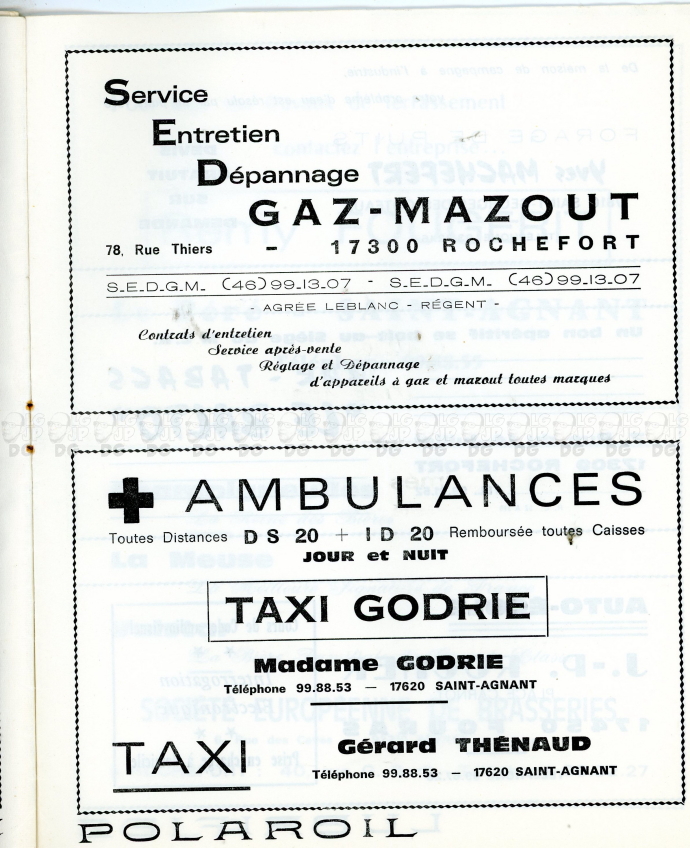 Service
Entretien
Dépannage
GAZ-MAZOUT
78, Rue Thiers - 17300 ROCHEFORT
S.E.D.G.M. (46) 99.13.07 - S.E.D.G.M. (46) 99.13.07
AGRÉE LEBLANC - RÉGENT -
Contrats d'entretien
Service après-vente
Réglage et Dépannage
d'appareils à gaz et mazout toutes marques
+ AMBULANCES
Toutes Distances DS 20 + ID 20 Remboursée toutes Caisses
JOUR et NUIT
TAXI GODRIE
Madame GODRIE
Téléphone 99.88.53 — 17620 SAINT-AGNANT
TAXI Gérard THÉNAUD
Téléphone 99.88.53 — 17620 SAINT-AGNANT
POLAROIL